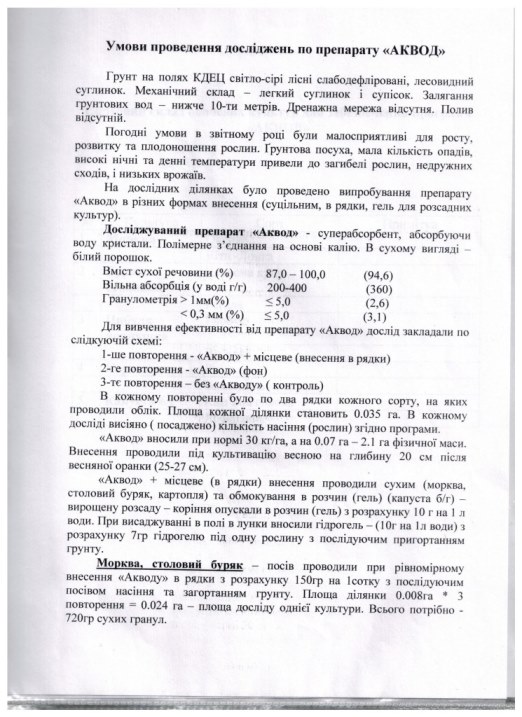 Умови проведення досліджень по препарату «АКВОД»
Грунт на полях КДЕЦ світло-сірі лісні слабодефліровані, лесовидний
суглинок. Механічний склад – легкий суглинок і супісок. Залягання
грунтових вод – нижче 10-ти метрів. Дренажна мережа відсутня. Полив
відсутній.
Погодні умови в звітному році були малосприятливі для росту,
розвитку та плодоношення рослин. Ґрунтова посуха, мала кількість опадів,
високі нічні та денні температури привели до загибелі рослин, недружних
сходів, і низьких врожаїв.
На дослідних ділянках було проведено випробування препарату
«Аквод» в різних формах внесення (суцільним, в рядки, гель для розсадних
культур).
Досліджуваний препарат «Аквод» - суперабсорбент, абсорбуючи
воду кристали. Полімерне з’єднання на основі калію. В сухому вигляді –
білий порошок.
Вміст сухої речовини (%) 87,0 – 100,0 (94,6)
Вільна абсорбція (у воді г/г) 200-400 (360)
Гранулометрія > 1мм(%) ≤ 5,0 (2,6)
< 0,3 мм (%) ≤ 5,0 (3,1)
Для вивчення ефективності від препарату «Аквод» дослід закладали по
слідкуючій схемі:
1-ше повторення - «Аквод» + місцеве (внесення в рядки)
2-ге повторення - «Аквод» (фон)
3-тє повторення – без «Акводу» ( контроль)
В кожному повторенні було по два рядки кожного сорту, на яких
проводили облік. Площа кожної ділянки становить 0.035 га. В кожному
досліді висіяно ( посаджено) кількість насіння (рослин) згідно програми.
«Аквод» вносили при нормі 30 кг/га, а на 0.07 га – 2.1 га фізичної маси.
Внесення проводили під культивацію весною на глибину 20 см після
весняної оранки (25-27 см).
«Аквод» + місцеве (в рядки) внесення проводили сухим (морква,
столовий буряк, картопля) та обмокування в розчин (гель) (капуста б/г) –
вирощену розсаду – коріння опускали в розчин (гель) з розрахунку 10 г на 1 л
води. При висаджуванні в полі в лунки вносили гідрогель – (10г на 1л води) з
розрахунку 7гр гідрогелю під одну рослину з послідуючим пригортанням
грунту.
Морква, столовий буряк – посів проводили при рівномірному
внесення «Акводу» в рядки з розрахунку 150гр на 1сотку з послідуючим
посівом насіння та загортанням грунту. Площа ділянки 0.008га * 3
повторення = 0.024 га – площа досліду однієї культури. Всього потрібно -
720гр сухих гранул.